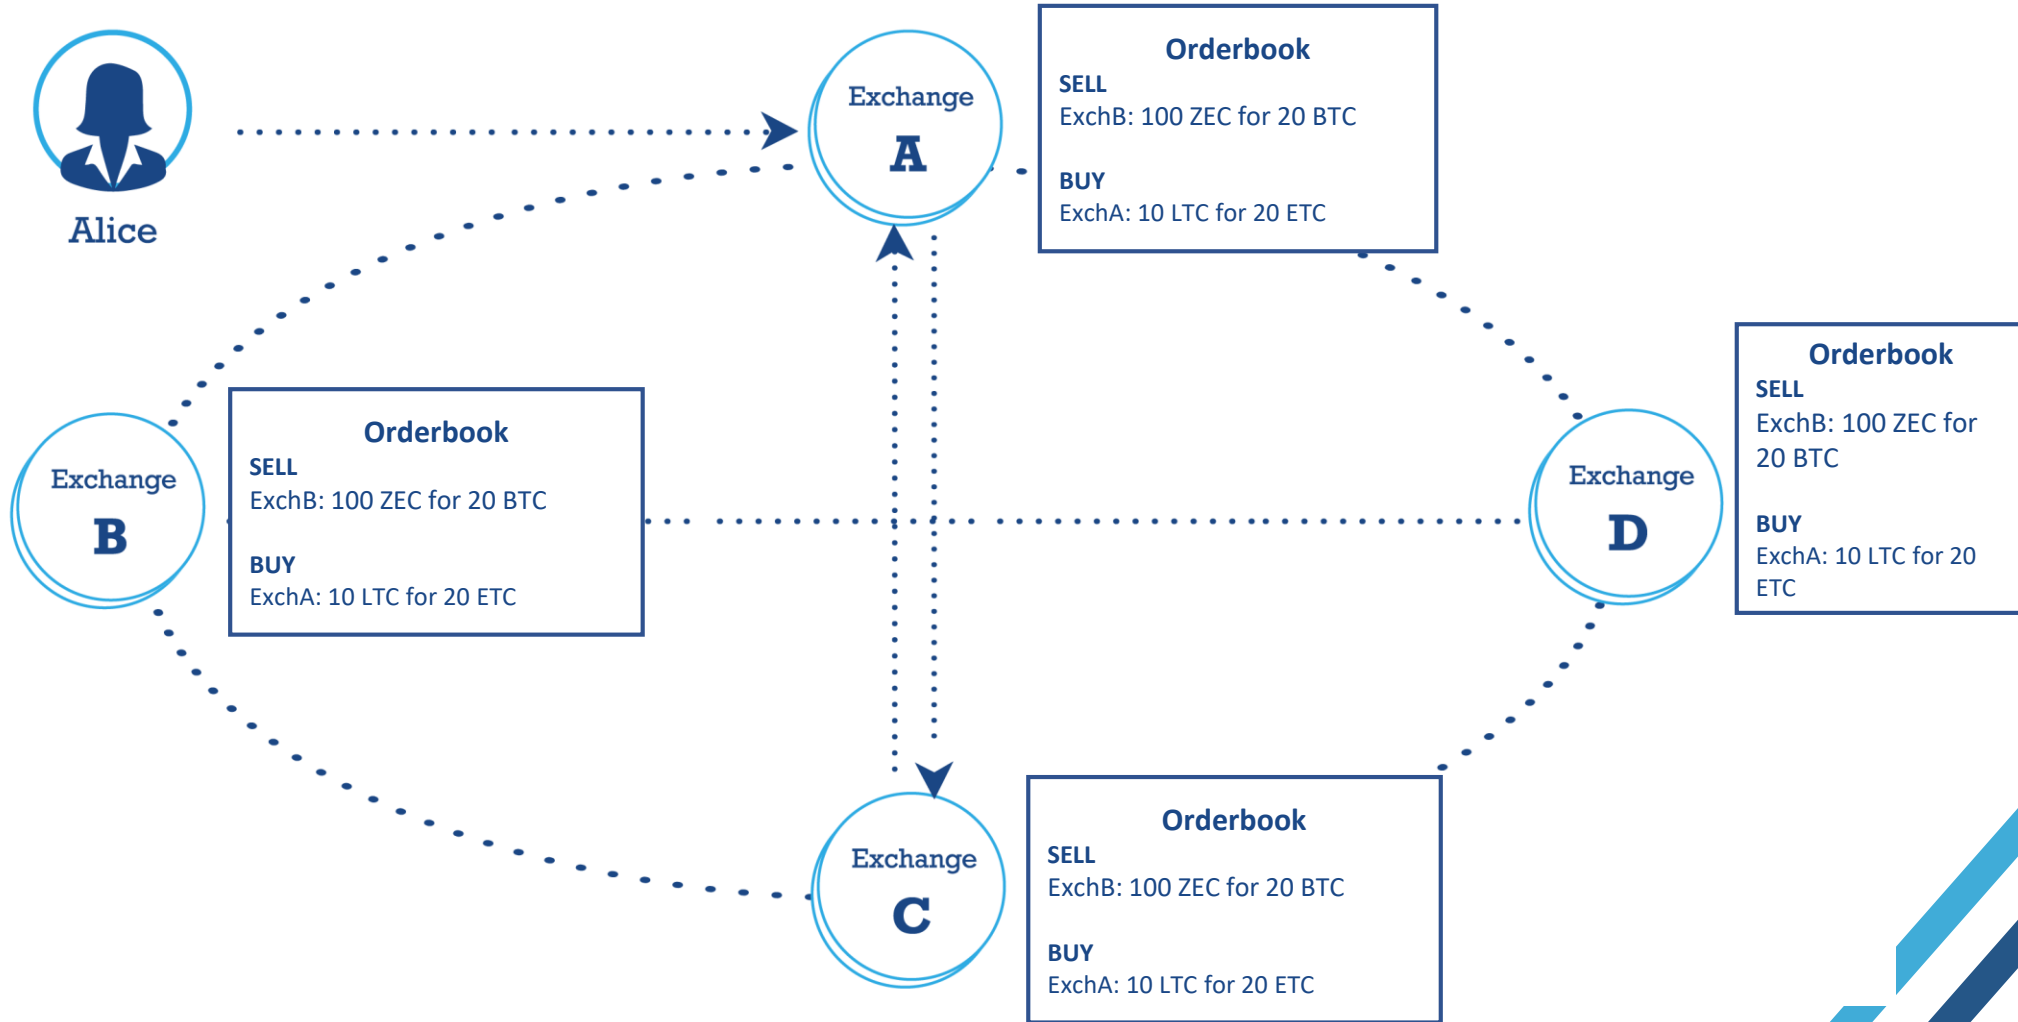 Alice
Exchange
A
Orderbook
SELL
ExchB: 100 ZEC for 20 BTC
BUY
ExchA: 10 LTC for 20 ETC
Exchange
B
Orderbook
SELL
ExchB: 100 ZEC for 20 BTC
BUY
ExchA: 10 LTC for 20 ETC
Exchange
D
Orderbook
SELL
ExchB: 100 ZEC for
20 BTC
BUY
ExchA: 10 LTC for 20
ETC
Exchange
C
Orderbook
SELL
ExchB: 100 ZEC for 20 BTC
BUY
ExchA: 10 LTC for 20 ETC